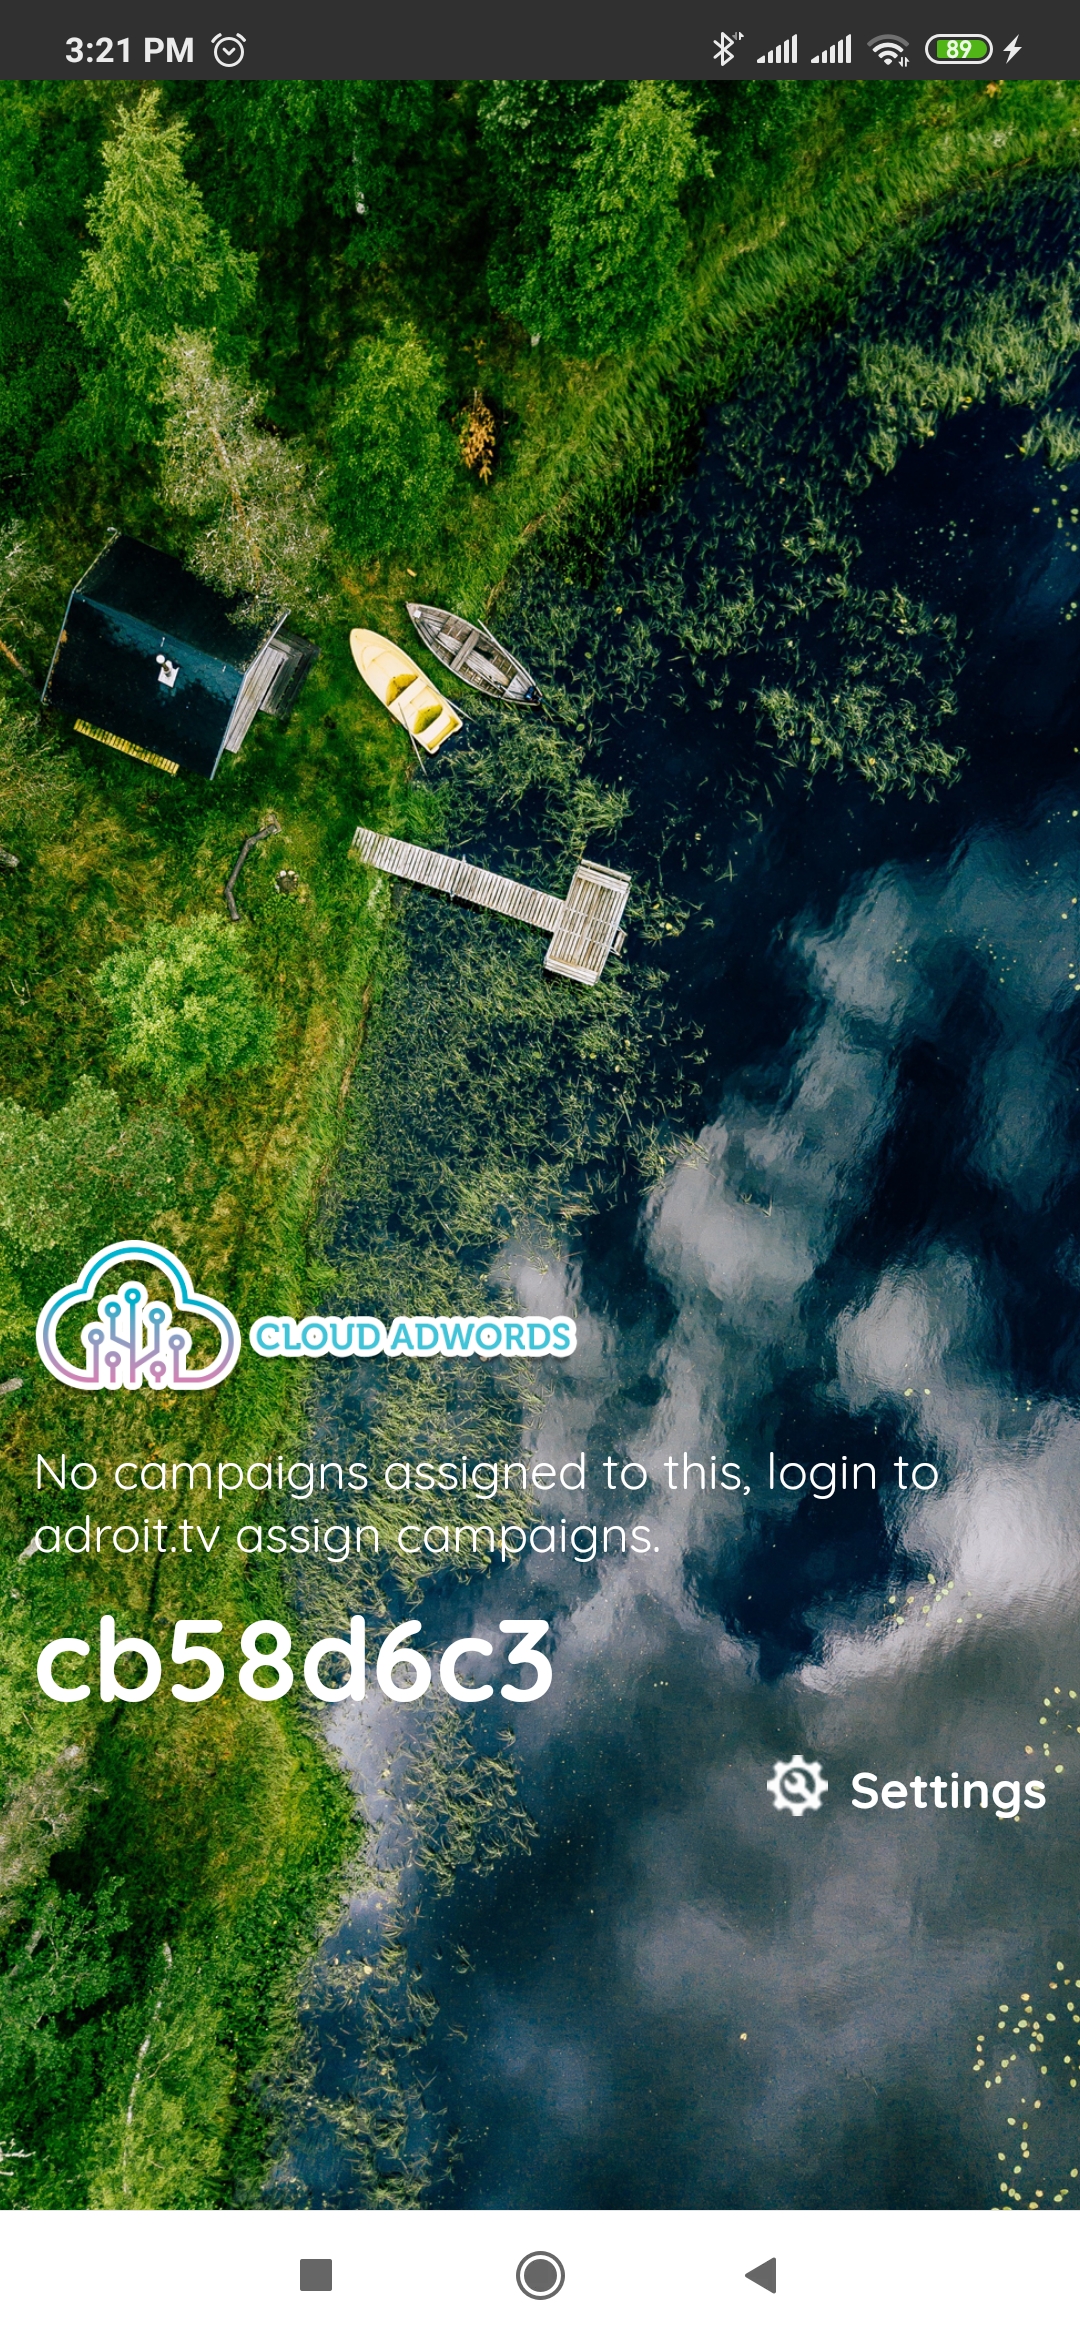 3:21 PM
89
CLOUD ADWORDS
No campaigns assigned to this, login to
adroit.tv assign campaigns.
cb58d6c3
Settings